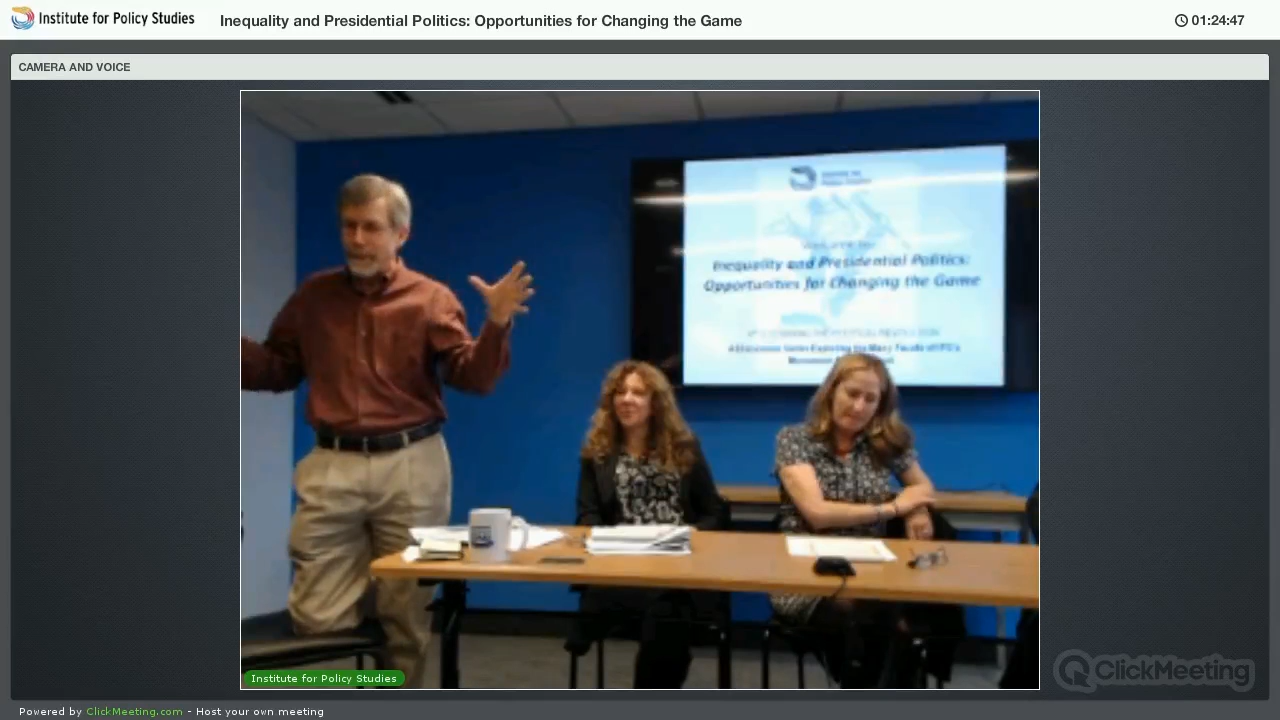 Institute for Policy Studies
Inequality and Presidential Politics: Opportunities for Changing the Game
01:24:47
CAMERA AND VOICE
Inequality and Presidential Politics:
Opportunities for Changing the Game
Institute for Policy Studies
ClickMeeting
Powered by ClickMeeting.com - Host your own meeting